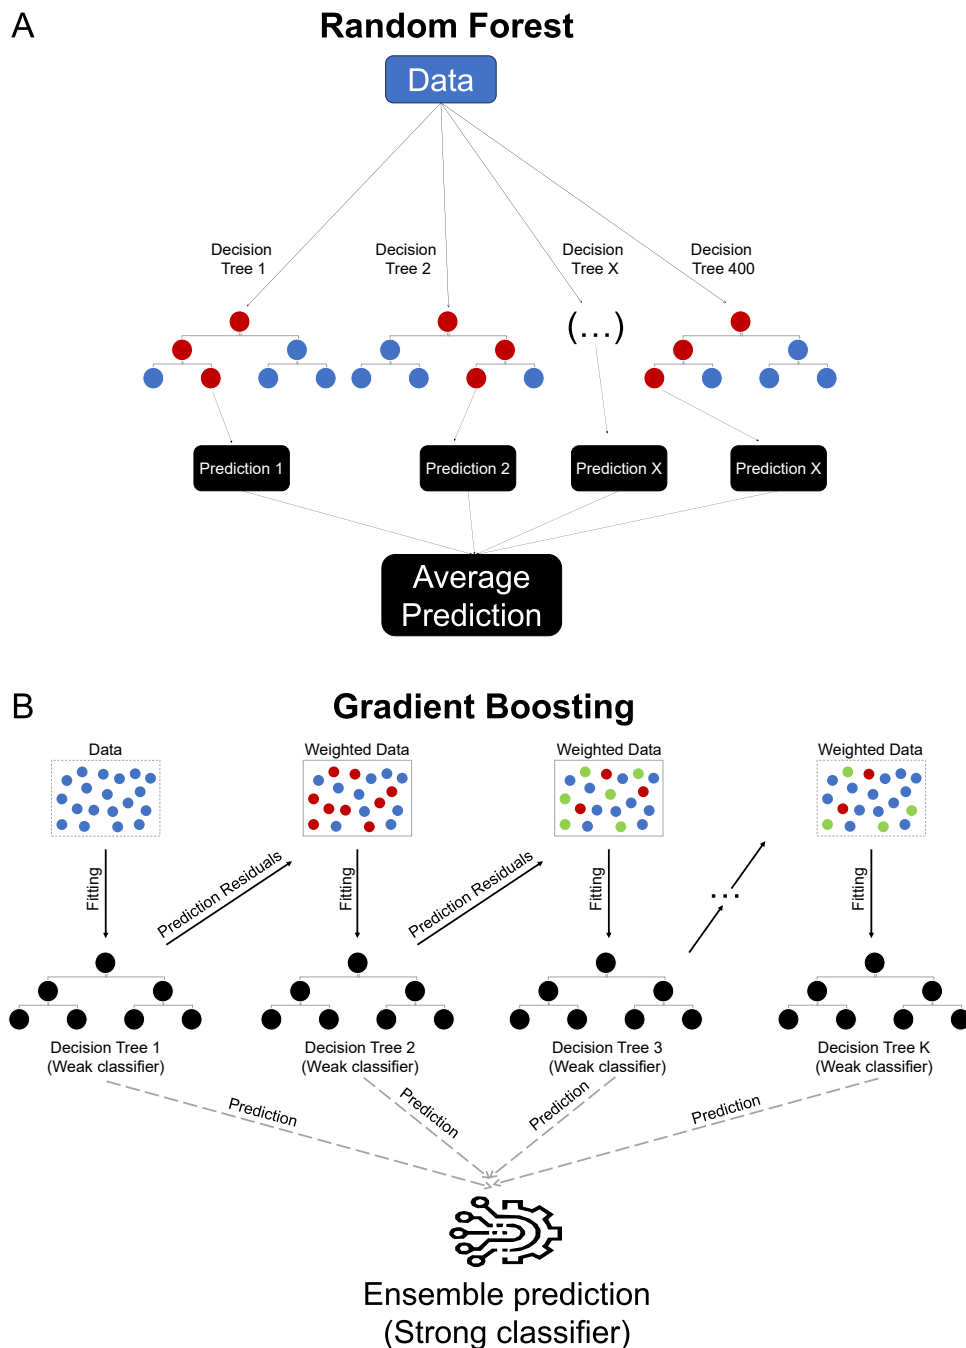 A
Random Forest
Data
Decision
Tree 1
Decision
Tree 2
Decision
Tree X
Decision
Tree 400
(...)
Prediction 1
Prediction 2
Prediction X
Prediction X
Average
Prediction
B
Gradient Boosting
Data
Weighted Data
Weighted Data
Weighted Data
Fitting
Prediction Residuals
Fitting
Prediction Residuals
Fitting
...
Fitting
Decision Tree 1
(Weak classifier)
Decision Tree 2
(Weak classifier)
Decision Tree 3
(Weak classifier)
Decision Tree K
(Weak classifier)
Prediction
Prediction
Prediction
Prediction
Ensemble prediction
(Strong classifier)